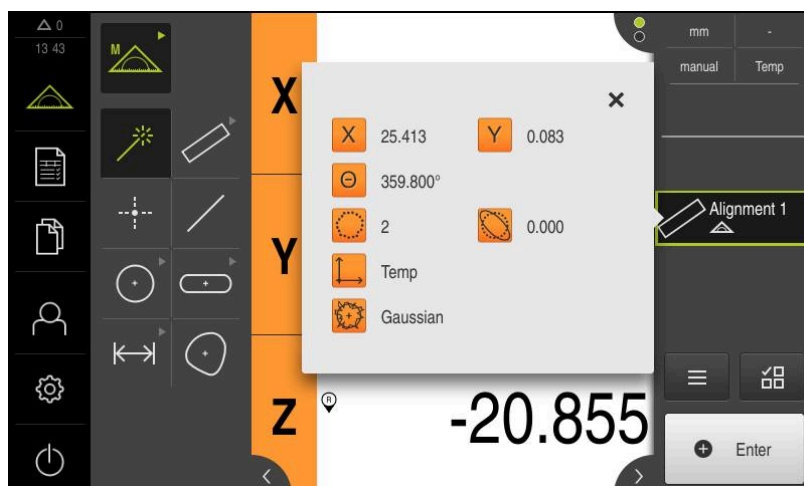 0
13 43
M
X
Y
Z
X 25.413 Y 0.083
Θ 359.800°
2 0.000
Temp
Gaussian
R
-20.855
mm -
manual Temp
Alignment 1
Enter